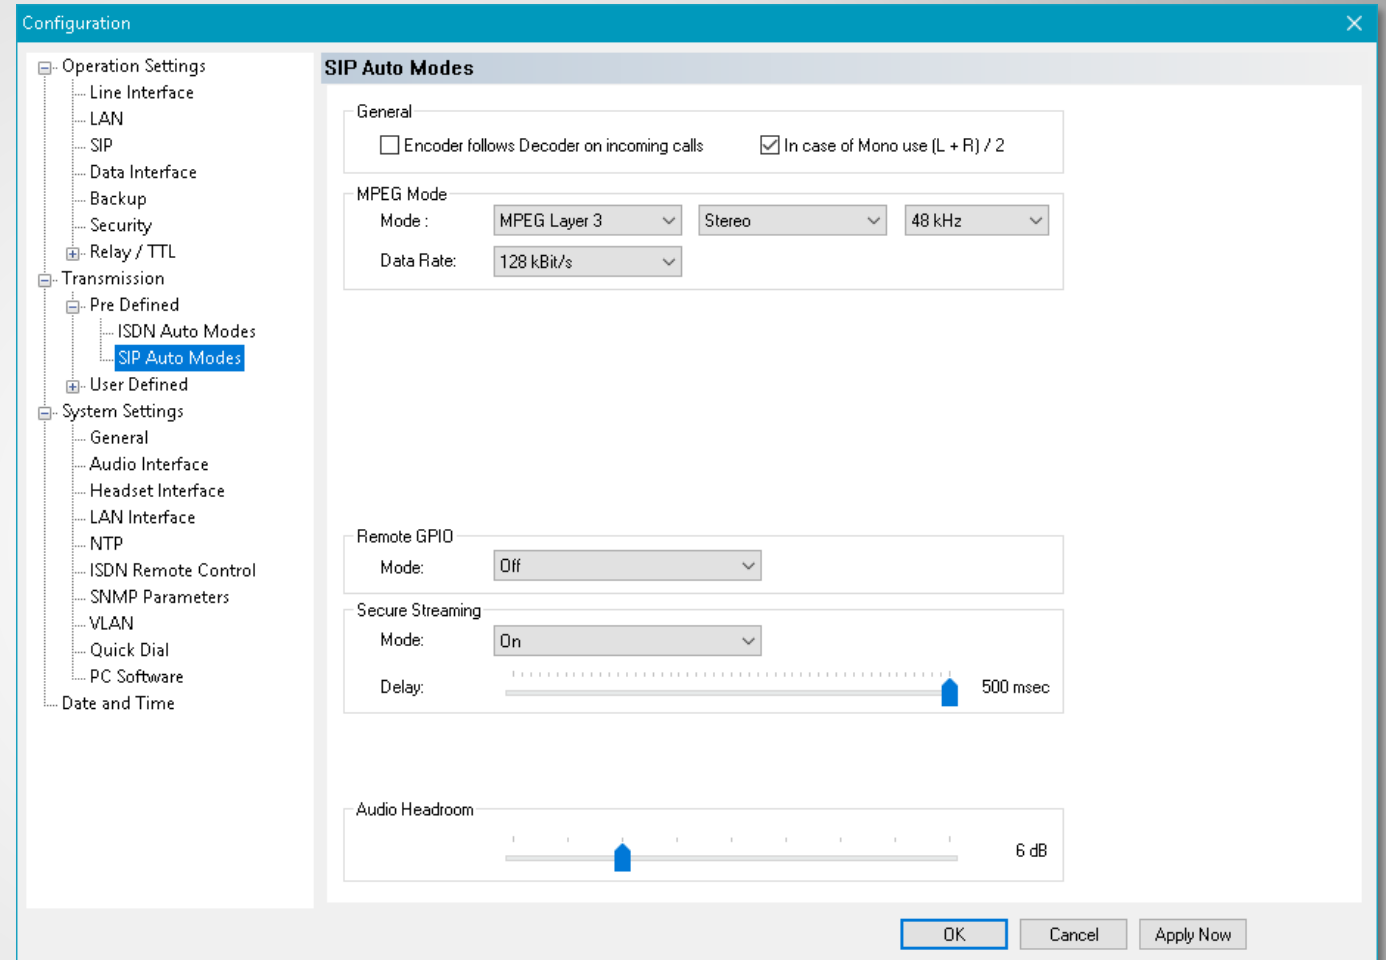 Configuration
Operation Settings
Line Interface
LAN
SIP
Data Interface
Backup
Security
Relay / TTL
Transmission
Pre Defined
ISDN Auto Modes
SIP Auto Modes
User Defined
System Settings
General
Audio Interface
Headset Interface
LAN Interface
NTP
ISDN Remote Control
SNMP Parameters
VLAN
Quick Dial
PC Software
Date and Time
SIP Auto Modes
General
Encoder follows Decoder on incoming calls In case of Mono use (L + R) / 2
MPEG Mode
Mode : MPEG Layer 3 Stereo 48 kHz
Data Rate: 128 kBit/s
Remote GPIO
Mode: Off
Secure Streaming
Mode: On
Delay: 500 msec
Audio Headroom
6 dB
OK Cancel Apply Now